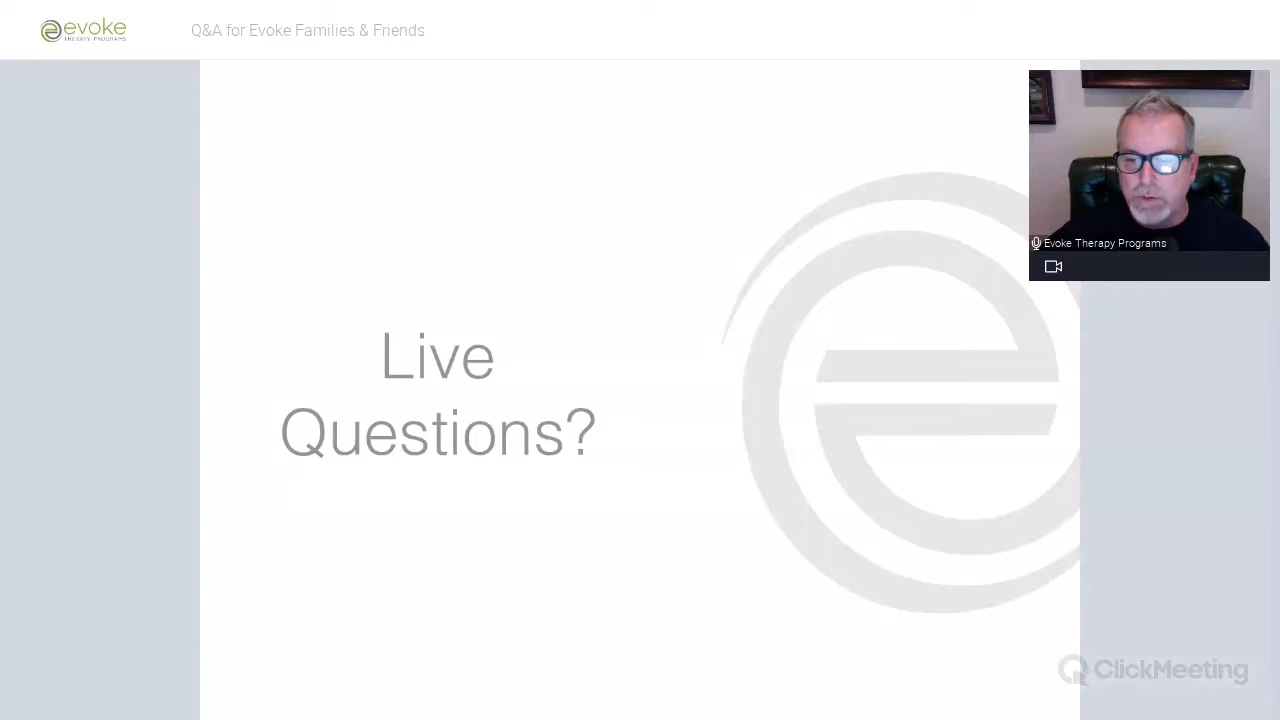 evoke
THERAPY PROGRAMS
Q&A for Evoke Families & Friends
Evoke Therapy Programs
Live
Questions?
ClickMeeting